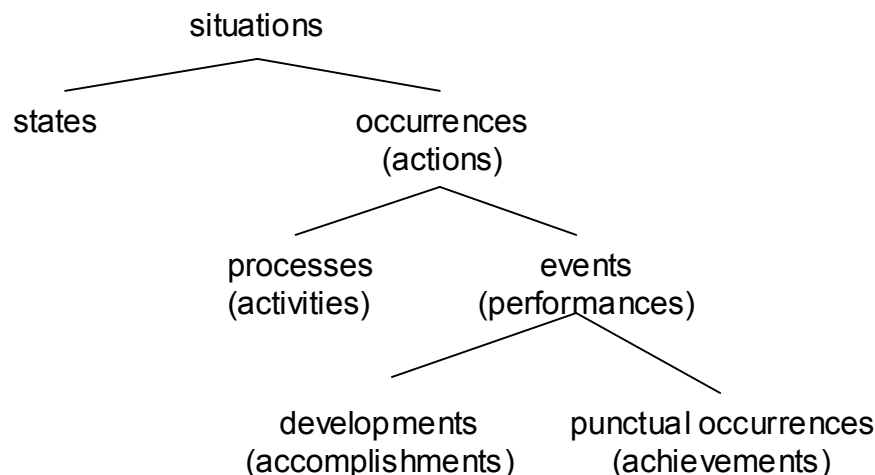 situations
states
occurrences
(actions)
processes
(activities)
events
(performances)
developments
(accomplishments)
punctual occurrences
(achievements)